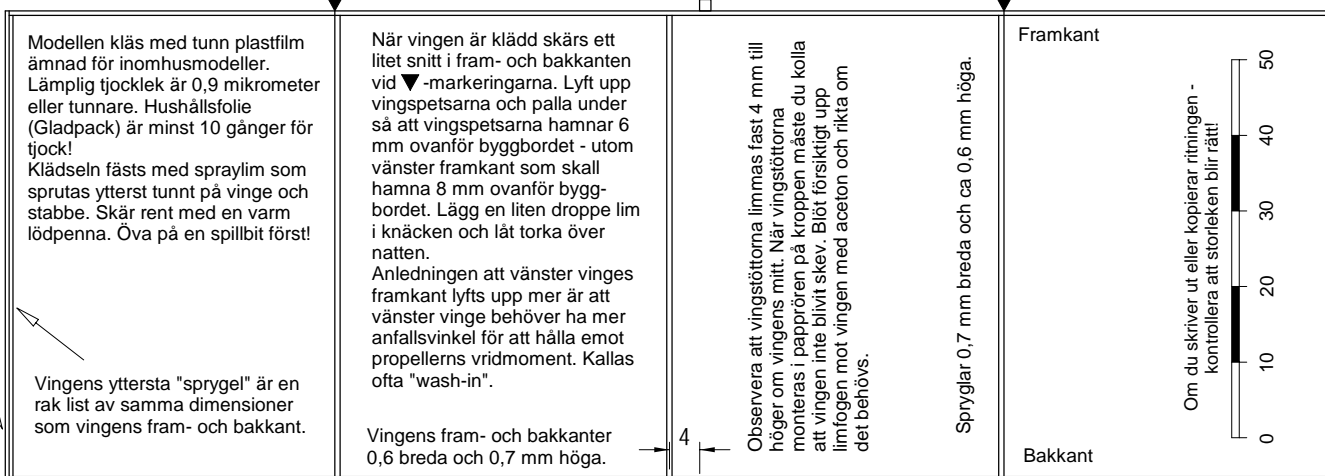 Modellen kläs med tunn plastfilm
ämnad för inomhusmodeller.
Lämplig tjocklek är 0,9 mikrometer
eller tunnare. Hushållsfolie
(Gladpack) är minst 10 gånger för
tjock!
Klädseln fästs med spraylim som
sprutas ytterst tunnt på vinge och
stabbe. Skär rent med en varm
lödpenna. Öva på en spillbit först!
Vingens yttersta "sprygel" är en
rak list av samma dimensioner
som vingens fram- och bakkant.
När vingen är klädd skärs ett
litet snitt i fram- och bakkanten
vid ▼ -markeringarna. Lyft upp
vingspetsarna och palla under
så att vingspetsarna hamnar 6
mm ovanför byggbordet - utom
vänster framkant som skall
hamna 8 mm ovanför bygg-
bordet. Lägg en liten droppe lim
i knäcken och låt torka över
natten.
Anledningen att vänster vinges
framkant lyfts upp mer är att
vänster vinge behöver ha mer
anfallsvinkel för att hålla emot
propellerns vridmoment. Kallas
ofta "wash-in".
Vingens fram- och bakkanter
0,6 breda och 0,7 mm höga.
4
Observera att vingstöttorna limmas fast 4 mm till
höger om vingens mitt. När vingstöttorna
monteras i pappröret på kroppen måste du kolla
att vingen inte blivit skev. Blöt försiktigt upp
limfogen mot vingen med aceton och rikta om
det behövs.
Spryglar 0,7 mm breda och ca 0,6 mm höga.
Framkant
Bakkant
Om du skriver ut eller kopierar ritningen -
kontrollera att storleken blir rätt!
0 10 20 30 40 50